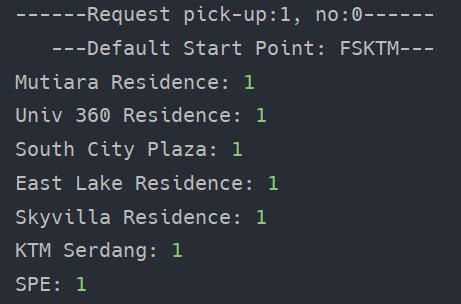 ------Request pick-up:1, no:0------
---Default Start Point: FSKTM---
Mutiara Residence: 1
Univ 360 Residence: 1
South City Plaza: 1
East Lake Residence: 1
Skyvilla Residence: 1
KTM Serdang: 1
SPE: 1